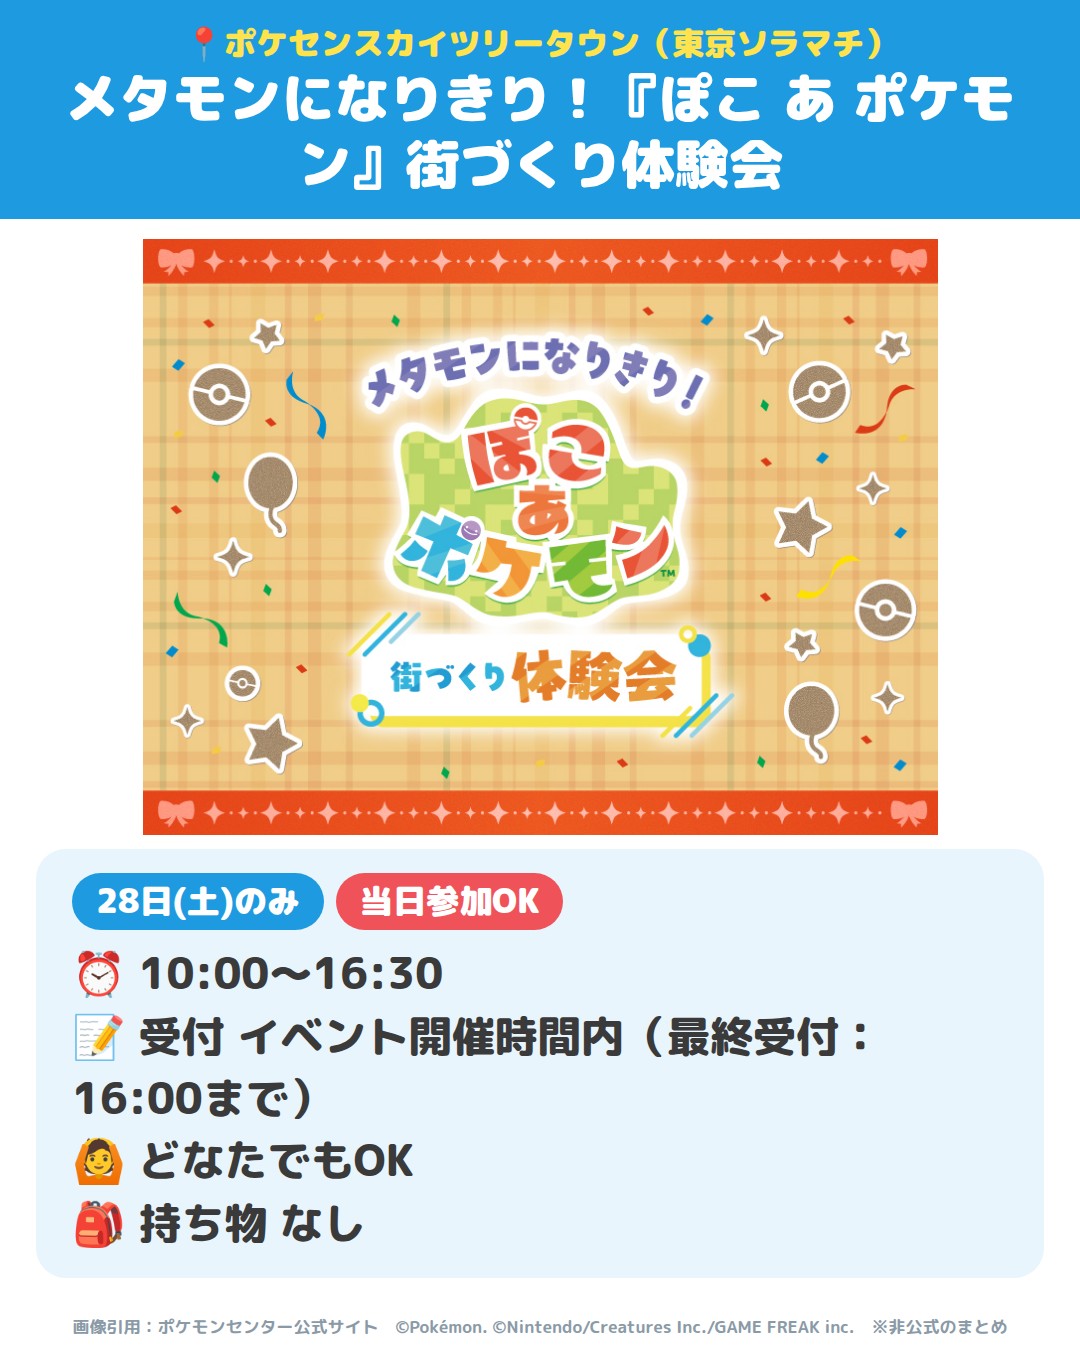 📍ポケセンスカイツリータウン（東京ソラマチ）
メタモンになりきり！『ぽこ あ ポケモ
ン』街づくり体験会
メタモンになりきり！
ぽこ
あ
ポケモン™
街づくり体験会
28日(土)のみ 当日参加OK
⏰ 10:00〜16:30
📝 受付 イベント開催時間内（最終受付：
16:00まで）
🙆 どなたでもOK
🎒 持ち物 なし
画像引用：ポケモンセンター公式サイト　©Pokémon. ©Nintendo/Creatures Inc./GAME FREAK inc.　※非公式のまとめ